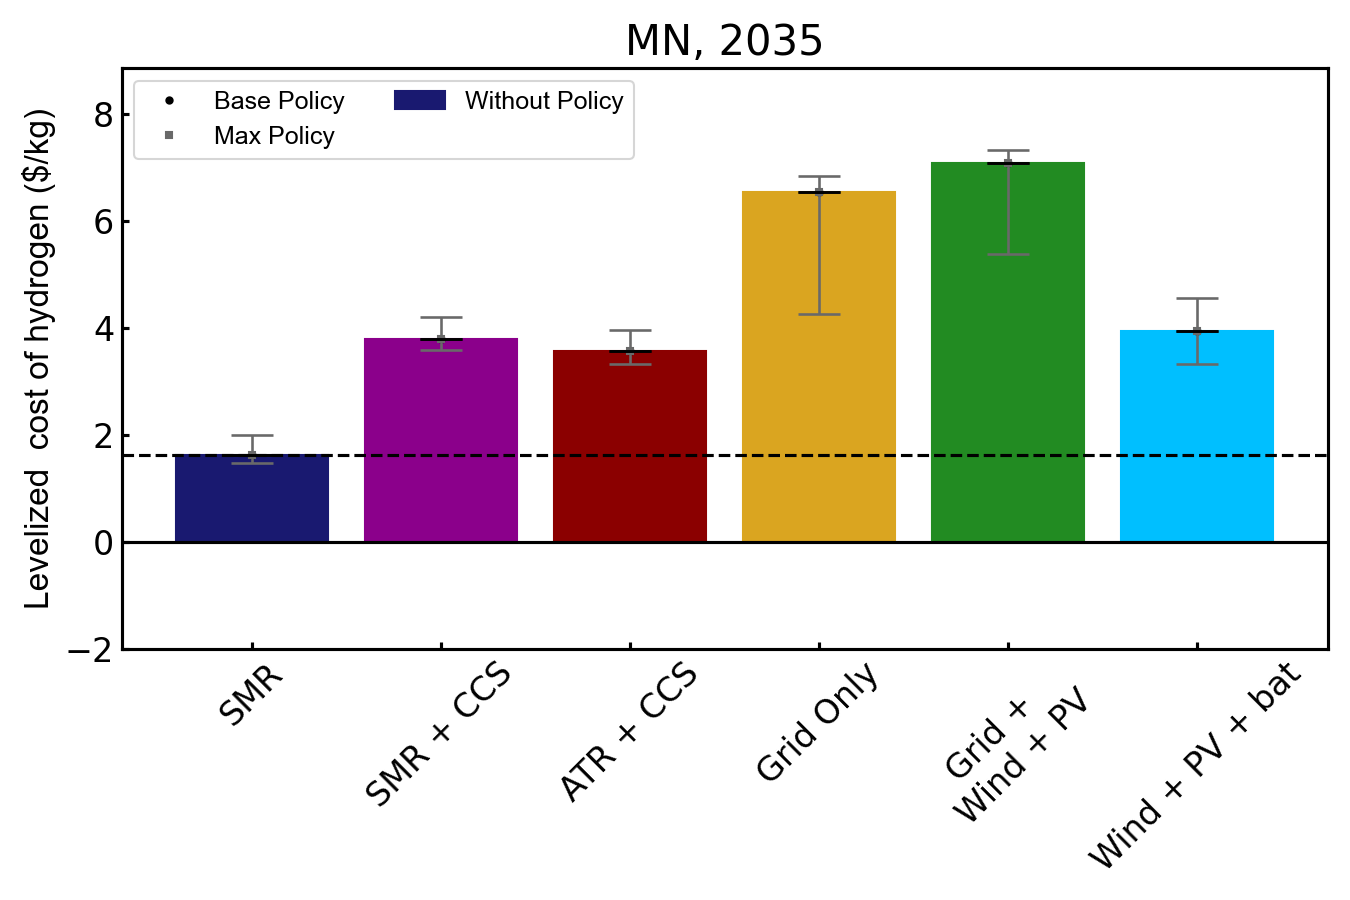 MN, 2035
Base Policy
Max Policy
Without Policy
Levelized  cost of hydrogen ($/kg)
8
6
4
2
0
−2
SMR
SMR + CCS
ATR + CCS
Grid Only
Grid +
Wind + PV
Wind + PV + bat